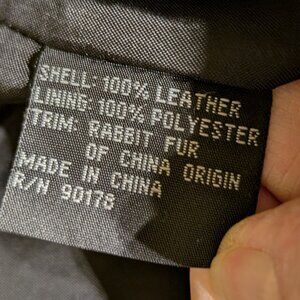 SHELL: 100% LEATHER
LINING: 100% POLYESTER
TRIM: RABBIT FUR
OF CHINA ORIGIN
MADE IN CHINA
R/N 90178